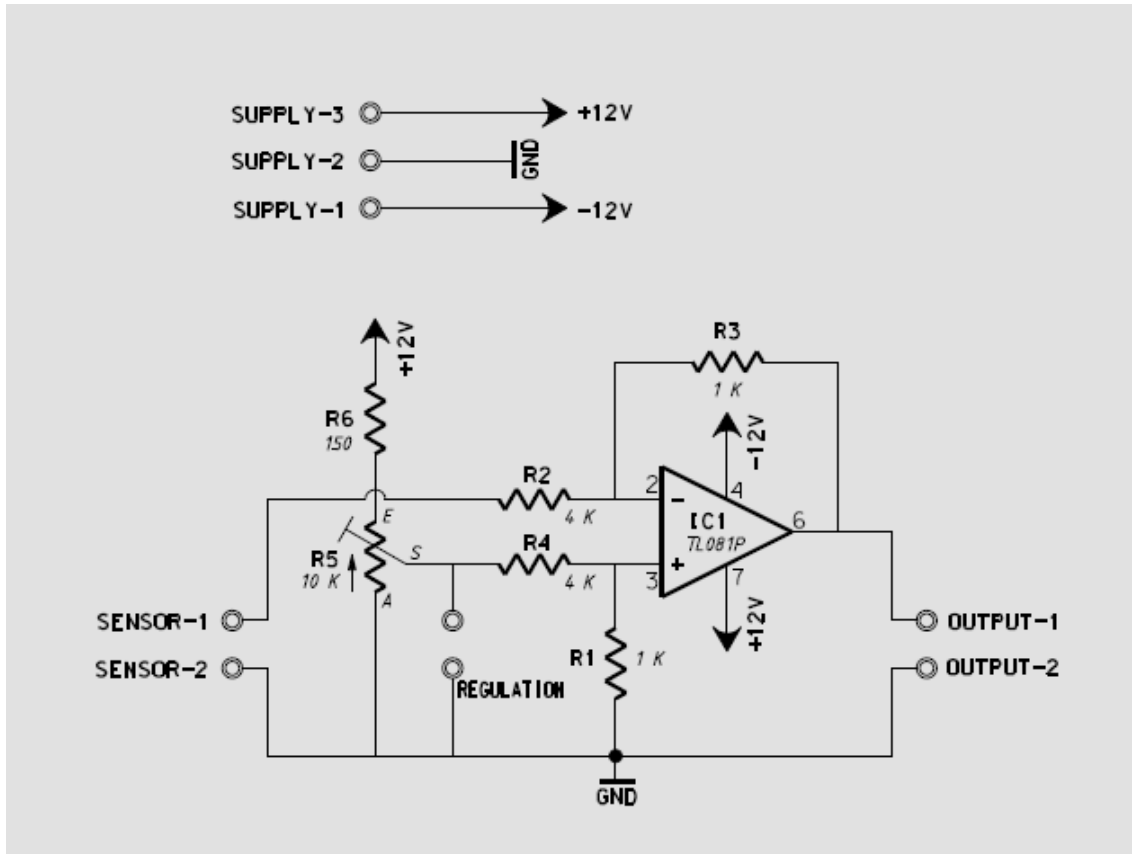 SUPPLY-3
+12V
SUPPLY-2
GND
SUPPLY-1
-12V
+12V
R3
1 K
R6
150
-12V
R2
4 K
2
-
4
6
IC1
TL081P
E
S
R5
10 K
A
R4
4 K
3
+
7
+12V
SENSOR-1
OUTPUT-1
R1
1 K
SENSOR-2
REGULATION
OUTPUT-2
GND